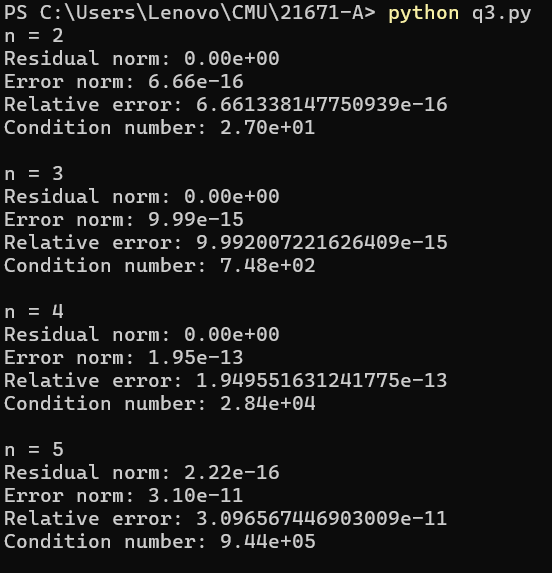 PS C:\Users\Lenovo\CMU\21671-A> python q3.py
n = 2
Residual norm: 0.00e+00
Error norm: 6.66e-16
Relative error: 6.661338147750939e-16
Condition number: 2.70e+01
n = 3
Residual norm: 0.00e+00
Error norm: 9.99e-15
Relative error: 9.992007221626409e-15
Condition number: 7.48e+02
n = 4
Residual norm: 0.00e+00
Error norm: 1.95e-13
Relative error: 1.949551631241775e-13
Condition number: 2.84e+04
n = 5
Residual norm: 2.22e-16
Error norm: 3.10e-11
Relative error: 3.096567446903009e-11
Condition number: 9.44e+05